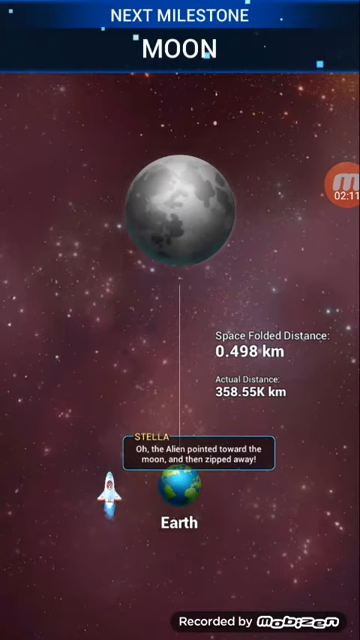 NEXT MILESTONE
MOON
02:11
Space Folded Distance:
0.498 km
Actual Distance:
358.55K km
STELLA
Oh, the Alien pointed toward the
moon, and then zipped away!
Earth
Recorded by mobizen